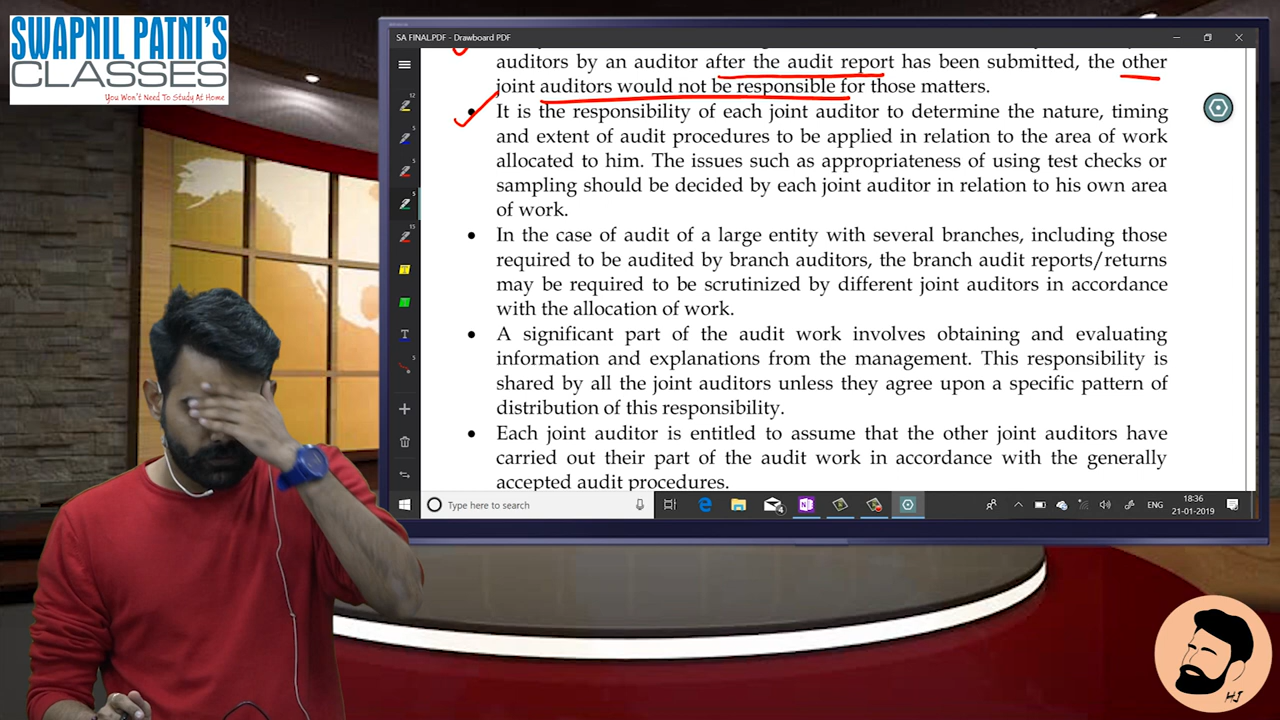 SWAPNIL PATNI'S
CLASSES
You Won't Need To Study At Home
SA FINAL.PDF - Drawboard PDF
auditors by an auditor after the audit report has been submitted, the other
joint auditors would not be responsible for those matters.
• It is the responsibility of each joint auditor to determine the nature, timing
and extent of audit procedures to be applied in relation to the area of work
allocated to him. The issues such as appropriateness of using test checks or
sampling should be decided by each joint auditor in relation to his own area
of work.
• In the case of audit of a large entity with several branches, including those
required to be audited by branch auditors, the branch audit reports/returns
may be required to be scrutinized by different joint auditors in accordance
with the allocation of work.
• A significant part of the audit work involves obtaining and evaluating
information and explanations from the management. This responsibility is
shared by all the joint auditors unless they agree upon a specific pattern of
distribution of this responsibility.
• Each joint auditor is entitled to assume that the other joint auditors have
carried out their part of the audit work in accordance with the generally
accepted audit procedures.
12
5
5
5
15
T
5
Type here to search
4
ENG
18:36
21-01-2019
HJ